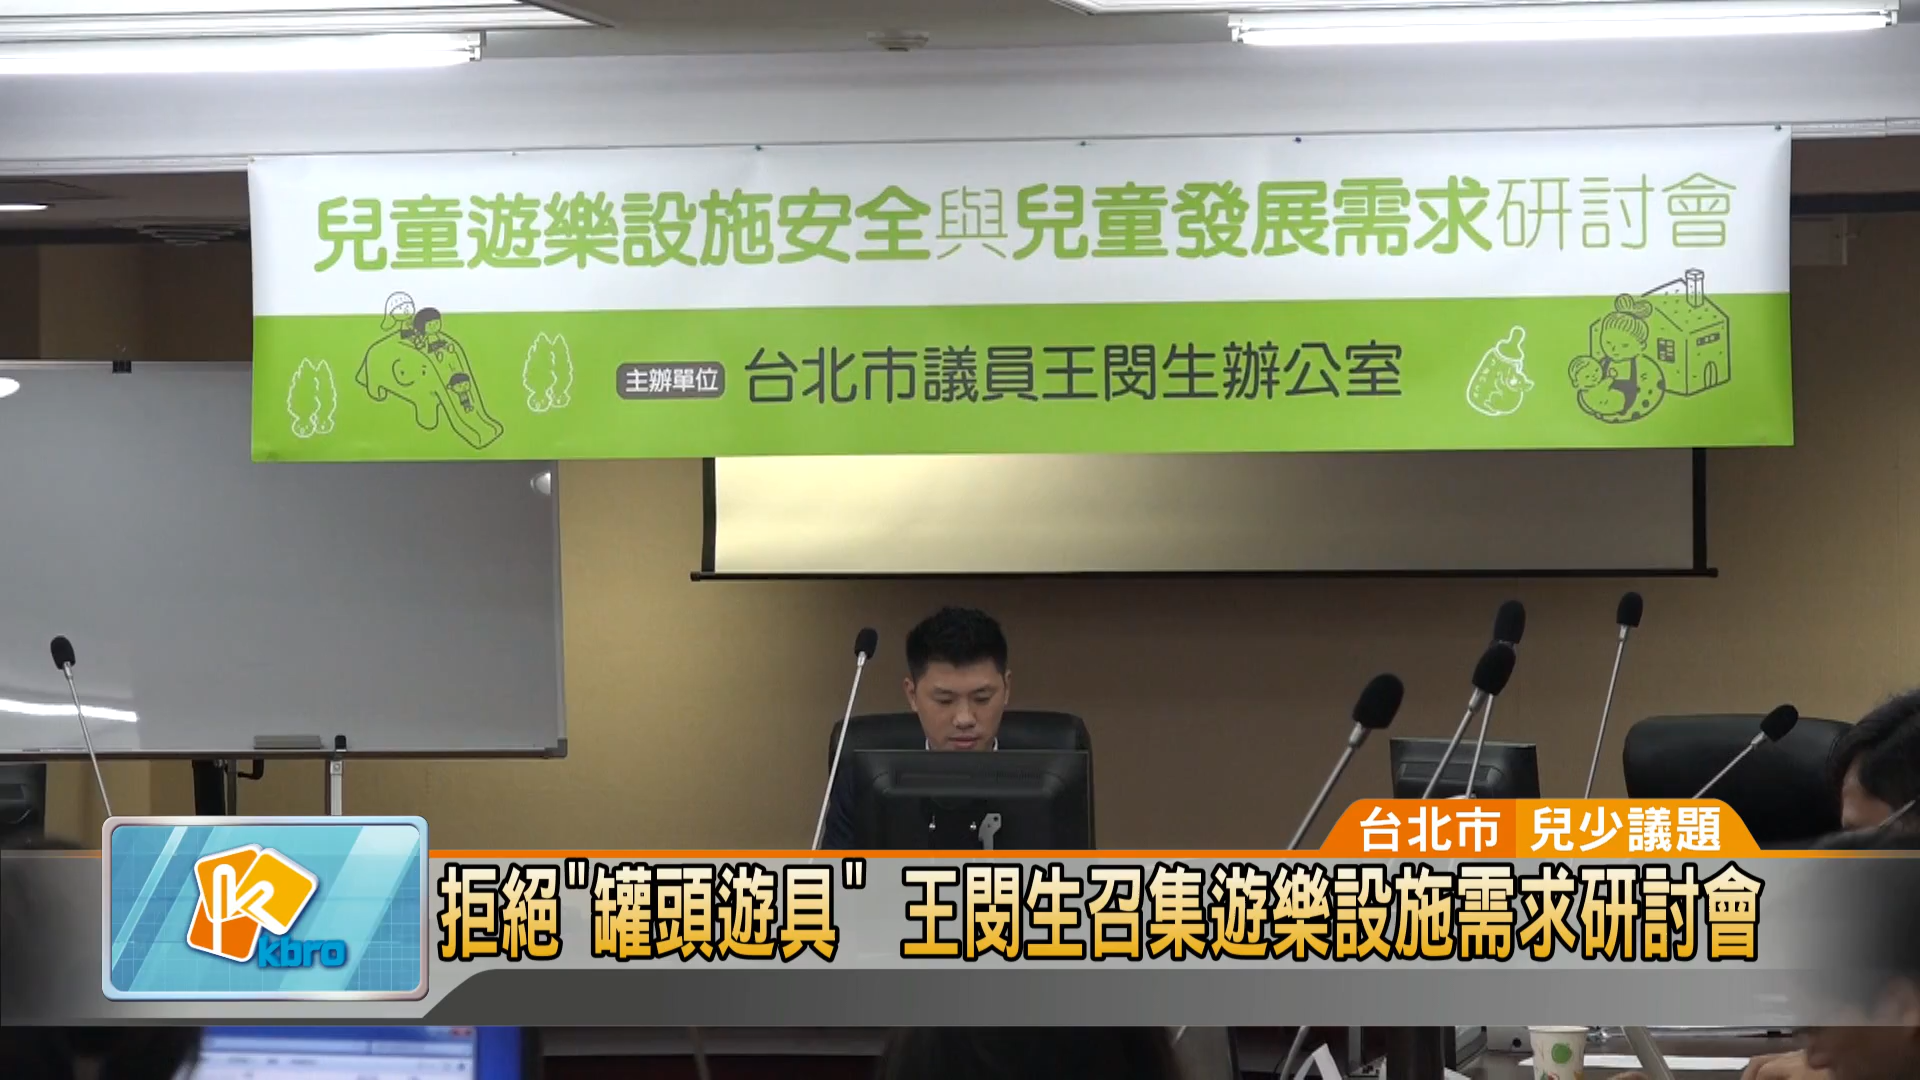 兒童遊樂設施安全與兒童發展需求研討會
主辦單位 台北市議員王閔生辦公室
台北市 兒少議題
拒絕"罐頭遊具" 王閔生召集遊樂設施需求研討會
kbro